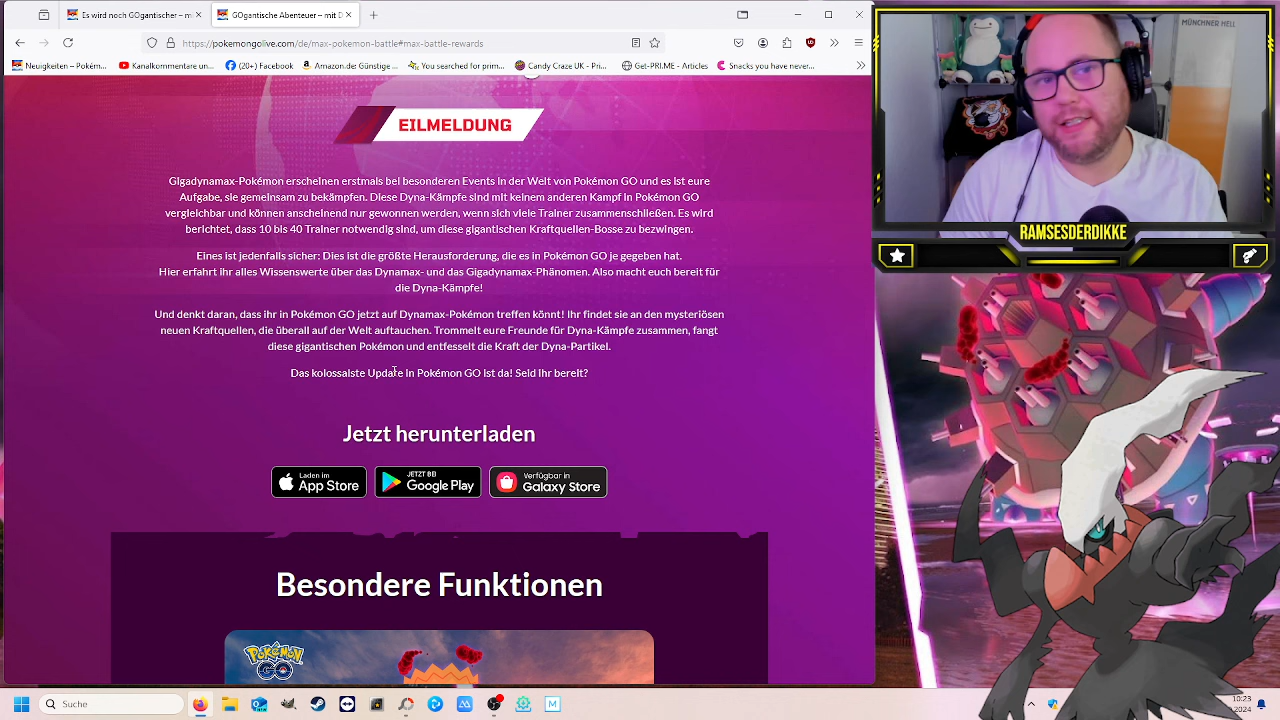 Es wird noch GOgantischer – mit
GOgantische Abenteuer – mit D
https://pokemongolive.com/de/max-pokemon-battle#max-battle-rewards
Neuigkeiten – Pokém…
Kanalkommentare un…
(2) Facebook
Amazon.de Günstige …
You searched for prim…
Candy Craze UK - Pri…
Get-PRI.ME - Articles
Snacks you have never…
EILMELDUNG
Gigadynamax-Pokémon erscheinen erstmals bei besonderen Events in der Welt von Pokémon GO und es ist eure
Aufgabe, sie gemeinsam zu bekämpfen. Diese Dyna-Kämpfe sind mit keinem anderen Kampf in Pokémon GO
vergleichbar und können anscheinend nur gewonnen werden, wenn sich viele Trainer zusammenschließen. Es wird
berichtet, dass 10 bis 40 Trainer notwendig sind, um diese gigantischen Kraftquellen-Bosse zu bezwingen.
Eines ist jedenfalls sicher: Dies ist die größte Herausforderung, die es in Pokémon GO je gegeben hat.
Hier erfahrt ihr alles Wissenswerte über das Dynamax- und das Gigadynamax-Phänomen. Also macht euch bereit für
die Dyna-Kämpfe!
Und denkt daran, dass ihr in Pokémon GO jetzt auf Dynamax-Pokémon treffen könnt! Ihr findet sie an den mysteriösen
neuen Kraftquellen, die überall auf der Welt auftauchen. Trommelt eure Freunde für Dyna-Kämpfe zusammen, fangt
diese gigantischen Pokémon und entfesselt die Kraft der Dyna-Partikel.
Das kolossalste Update in Pokémon GO ist da! Seid ihr bereit?
Jetzt herunterladen
Laden im
App Store
JETZT BEI
Google Play
Verfügbar in
Galaxy Store
Besondere Funktionen
POKÉMON
GO
MÜNCHNER HELL
RAMSESDERDIKKE
Suche
10:23
2024